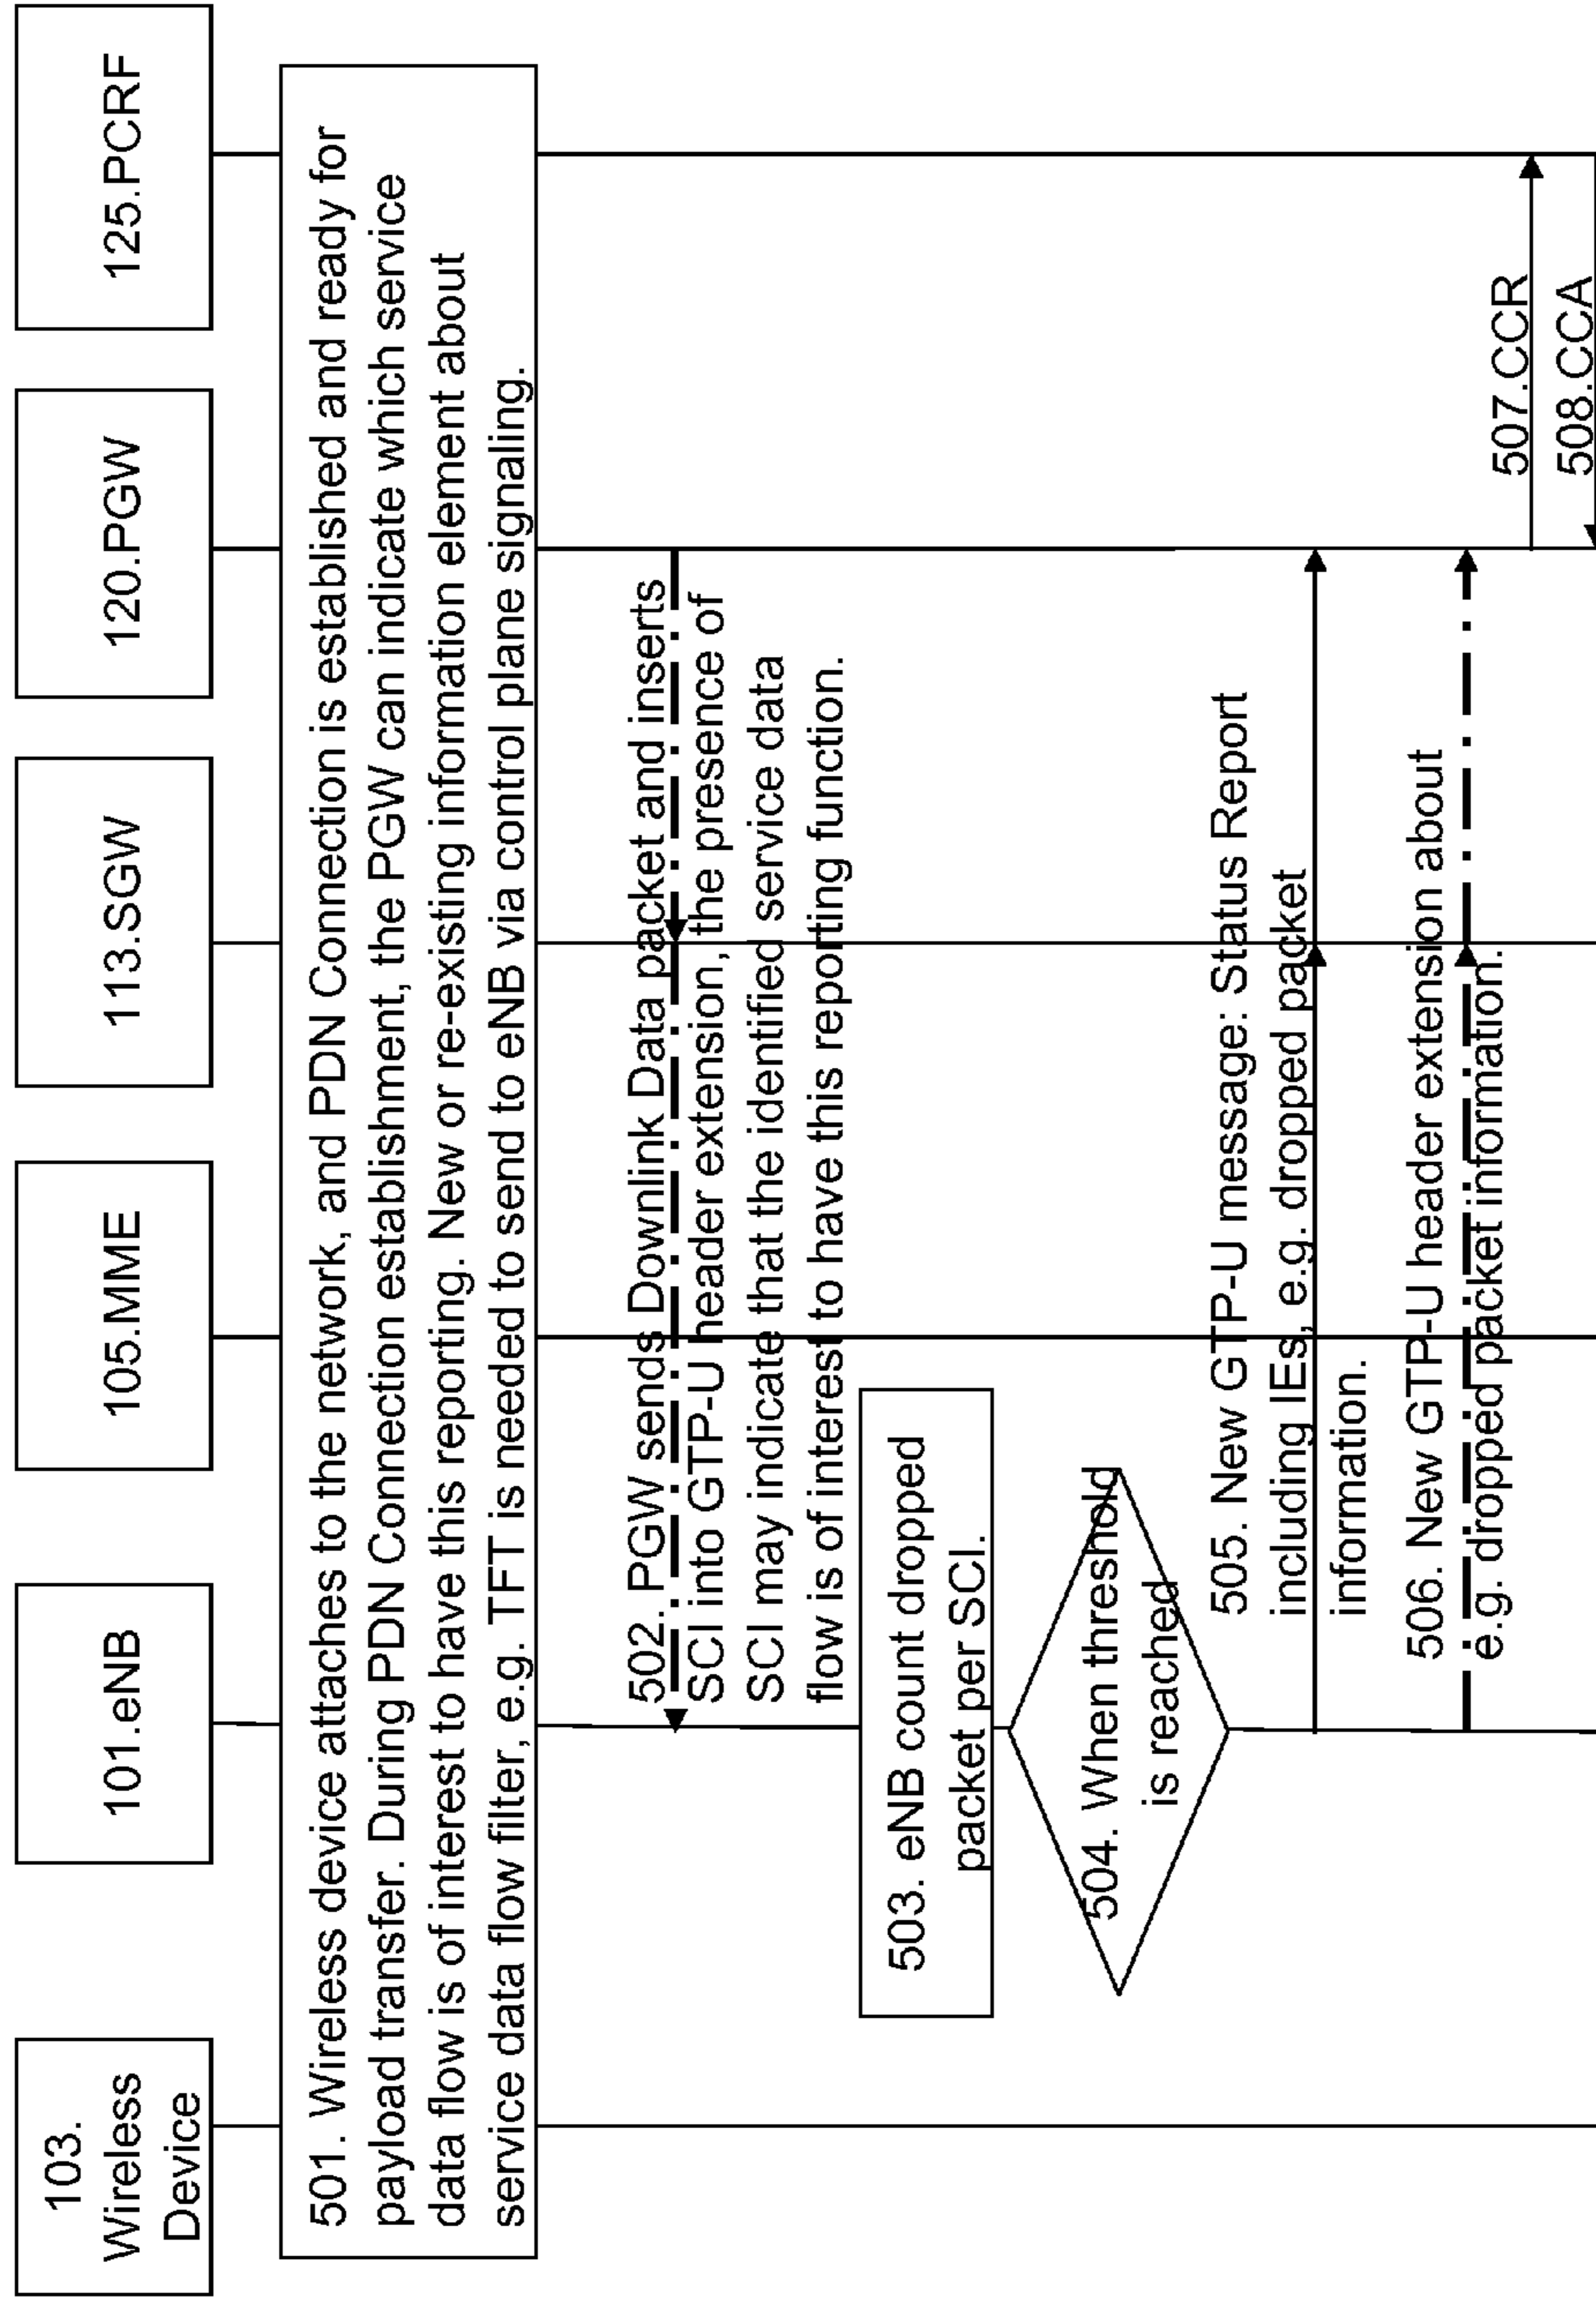 103.
Wireless
Device
101.eNB
105.MME
113.SGW
120.PGW
125.PCRF
501. Wireless device attaches to the network, and PDN Connection is established and ready for
payload transfer. During PDN Connection establishment, the PGW can indicate which service
data flow is of interest to have this reporting. New or re-existing information element about
service data flow filter, e.g. TFT is needed to send to eNB via control plane signaling.
502. PGW sends Downlink Data packet and inserts
SCI into GTP-U header extension, the presence of
SCI may indicate that the identified service data
flow is of interest to have this reporting function.
503. eNB count dropped
packet per SCI.
504. When threshold
is reached
505. New GTP-U message: Status Report
including IEs, e.g. dropped packet
information.
506. New GTP-U header extension about
e.g. dropped packet information.
507.CCR
508.CCA